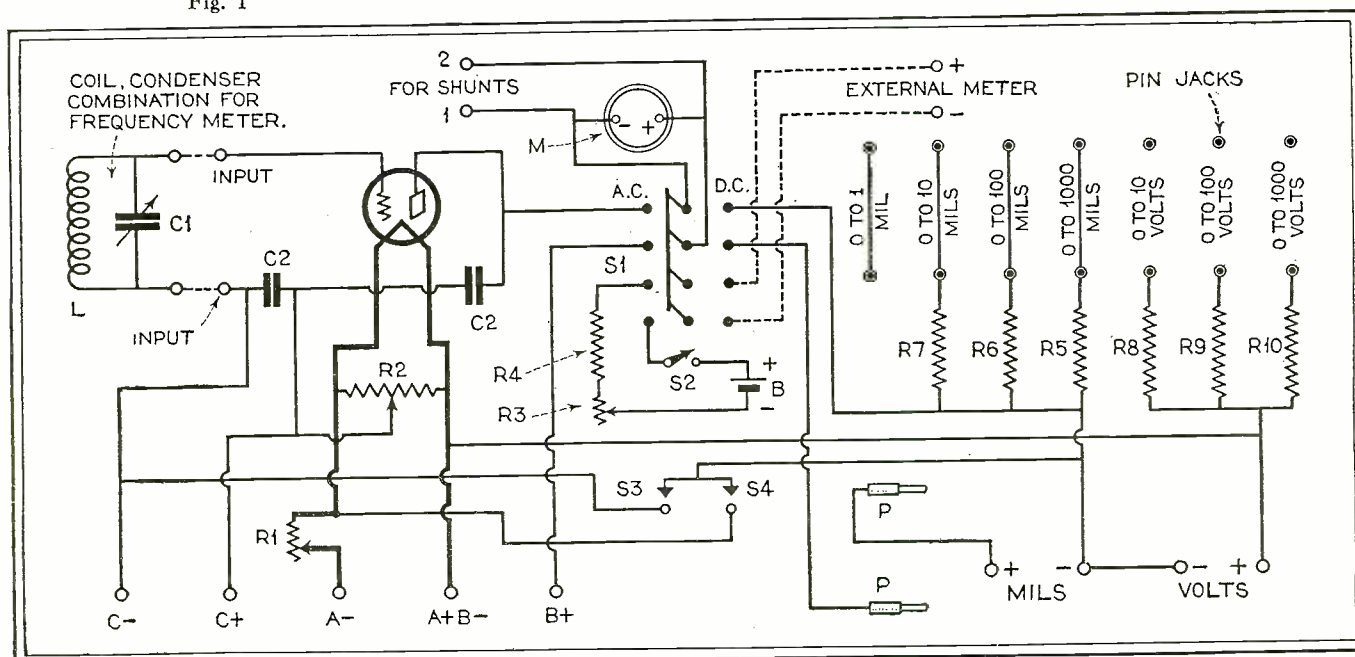 Fig. 1
COIL, CONDENSER
COMBINATION FOR
FREQUENCY METER.
2
FOR SHUNTS
1
M
- +
+
EXTERNAL METER
-
PIN JACKS
INPUT
C1
L
C2
INPUT
C2
A.C.
D.C.
S1
0 TO 1
MIL
0 TO 10
MILS
0 TO 100
MILS
0 TO 1000
MILS
0 TO 10
VOLTS
0 TO 100
VOLTS
0 TO 1000
VOLTS
R2
R4
R3
S2
+
B
-
R7
R6
R5
R8
R9
R10
S3
S4
R1
P
P
+
MILS
-
-
VOLTS
+
C-
C+
A-
A+B-
B+